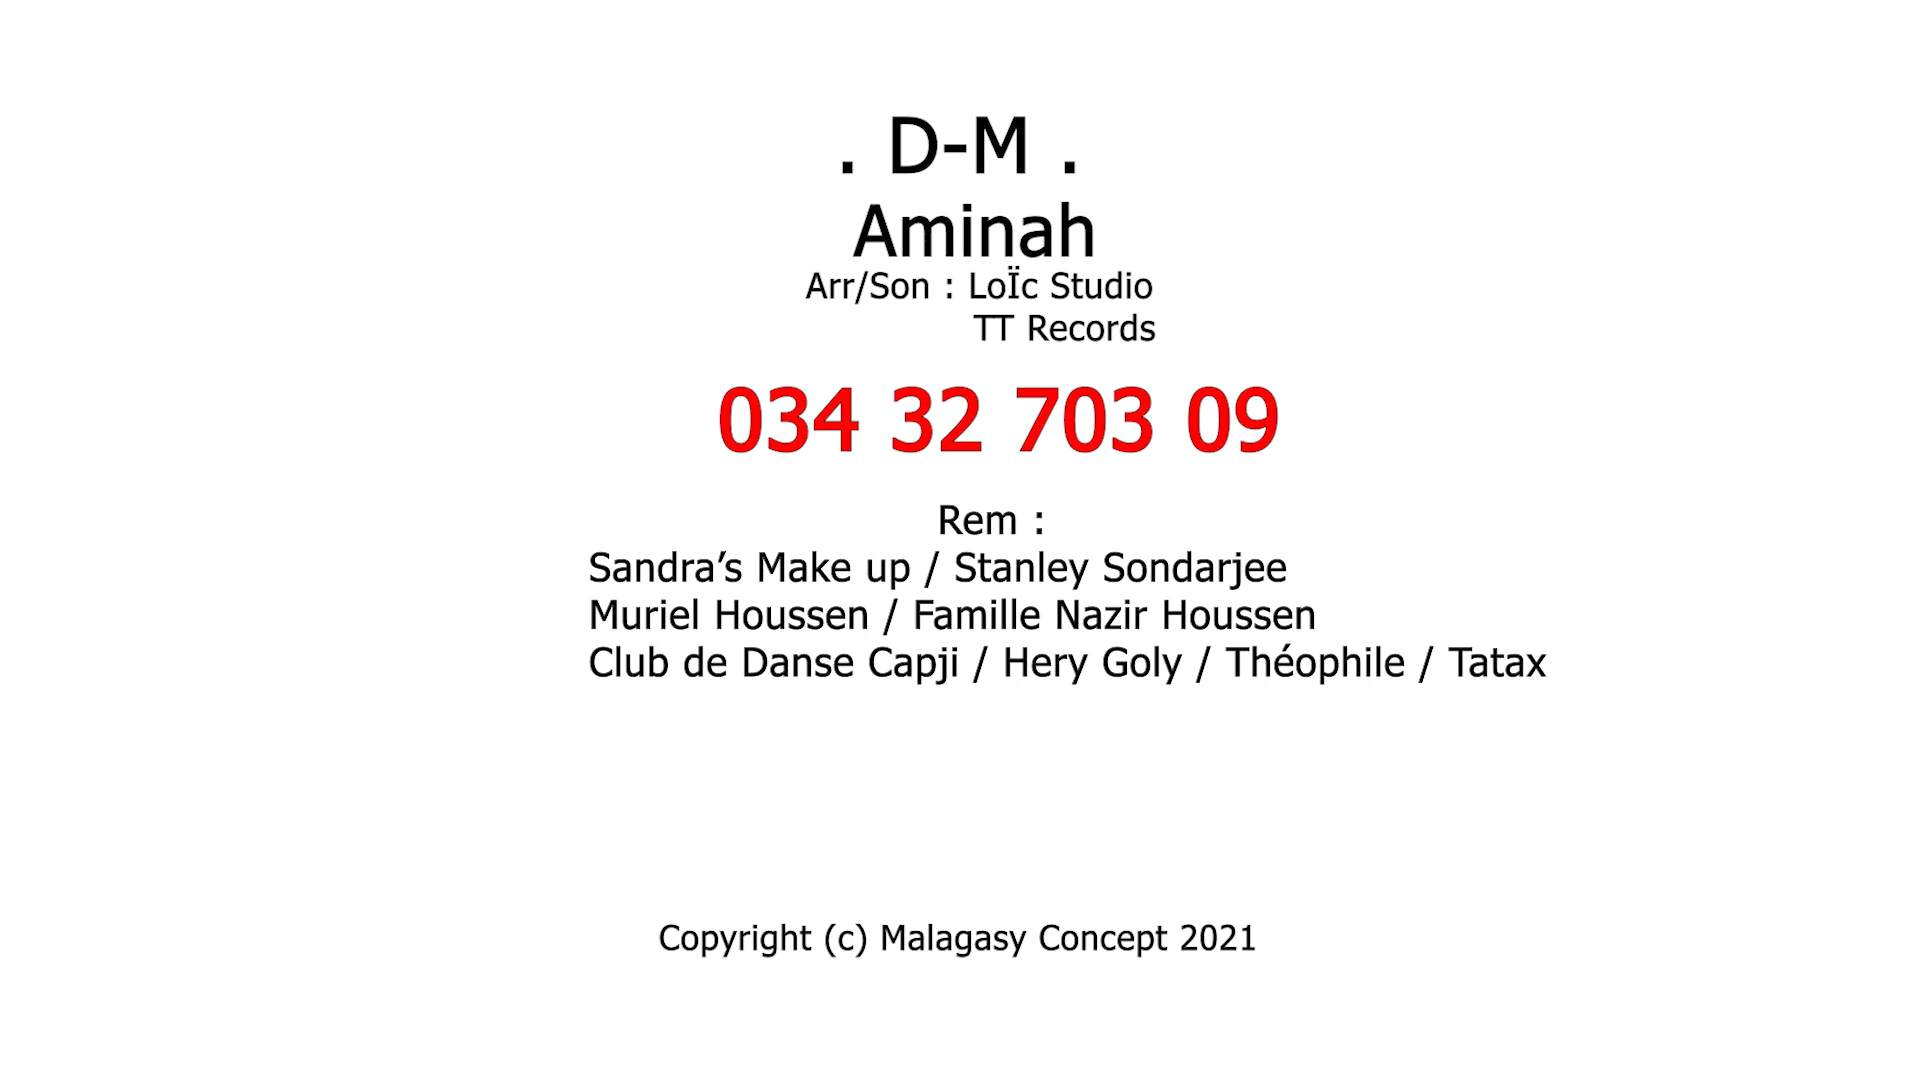 . D-M .
Aminah
Arr/Son : LoÏc Studio
TT Records
034 32 703 09
Rem :
Sandra’s Make up / Stanley Sondarjee
Muriel Houssen / Famille Nazir Houssen
Club de Danse Capji / Hery Goly / Théophile / Tatax
Copyright (c) Malagasy Concept 2021